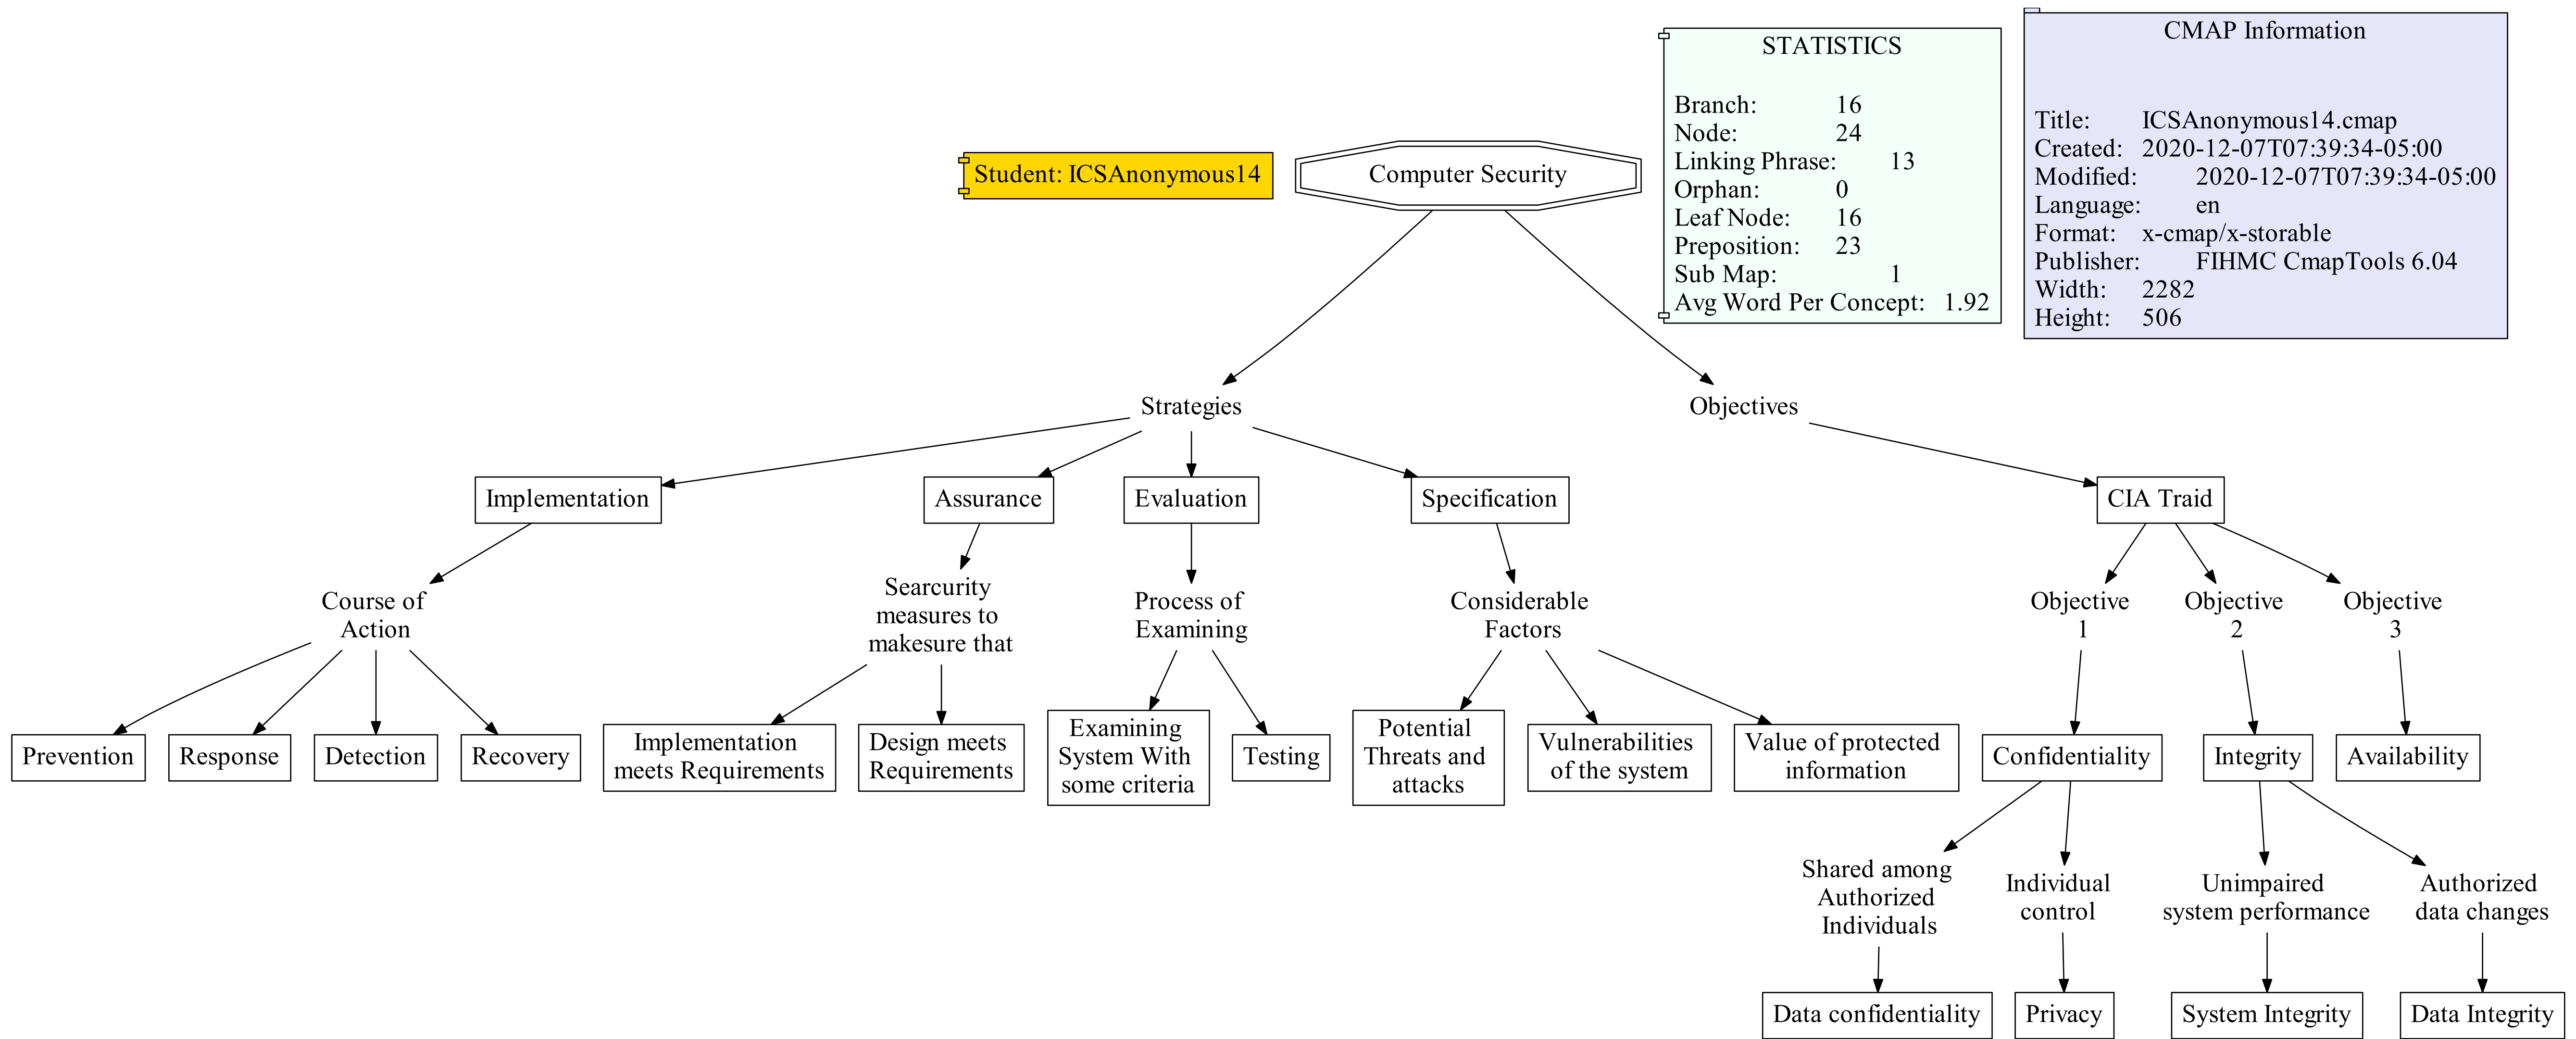 STATISTICS
Branch: 16
Node: 24
Linking Phrase: 13
Orphan: 0
Leaf Node: 16
Preposition: 23
Sub Map: 1
Avg Word Per Concept: 1.92
CMAP Information
Title: ICSAnonymous14.cmap
Created: 2020-12-07T07:39:34-05:00
Modified: 2020-12-07T07:39:34-05:00
Language: en
Format: x-cmap/x-storable
Publisher: FIHMC CmapTools 6.04
Width: 2282
Height: 506
Student: ICSAnonymous14
Computer Security
Strategies
Objectives
Implementation
Assurance
Evaluation
Specification
CIA Traid
Course of
Action
Searcurity
measures to
makesure that
Process of
Examining
Considerable
Factors
Objective
1
Objective
2
Objective
3
Prevention
Response
Detection
Recovery
Implementation
meets Requirements
Design meets
Requirements
Examining
System With
some criteria
Testing
Potential
Threats and
attacks
Vulnerabilities
of the system
Value of protected
information
Confidentiality
Integrity
Availability
Shared among
Authorized
Individuals
Individual
control
Unimpaired
system performance
Authorized
data changes
Data confidentiality
Privacy
System Integrity
Data Integrity